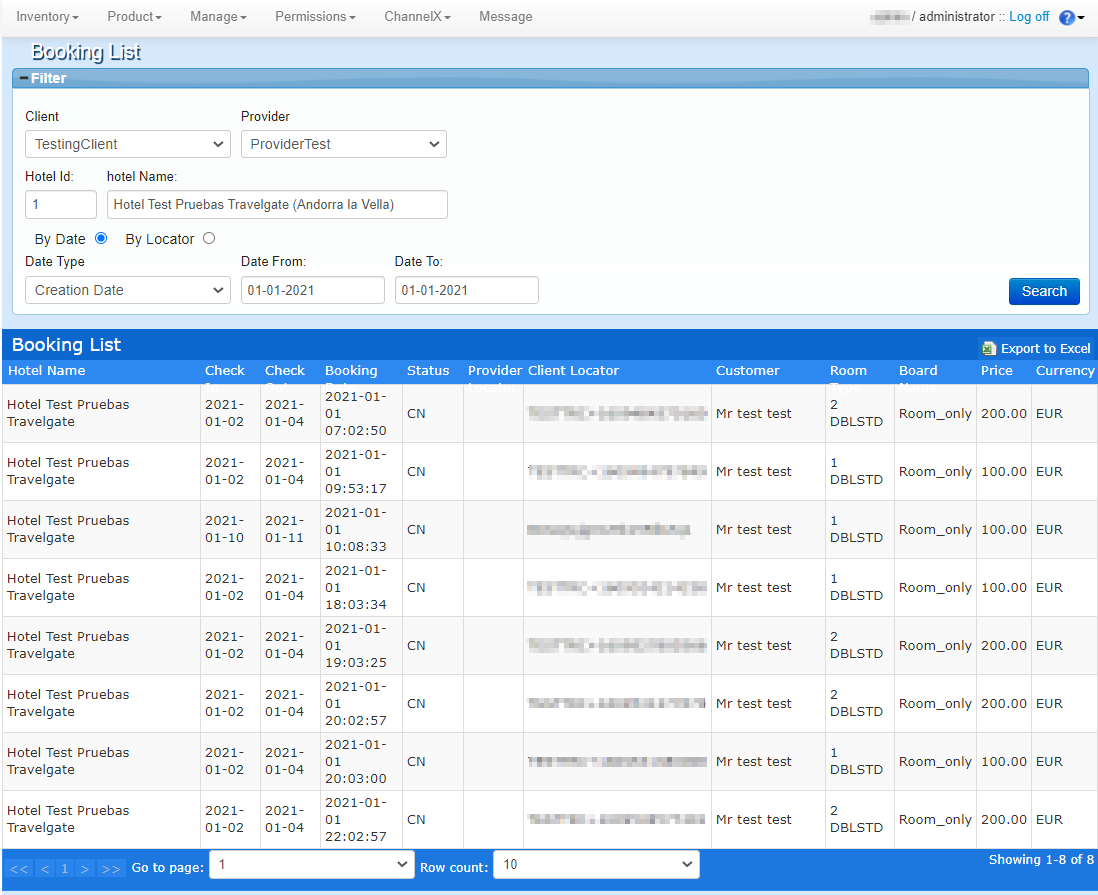 Inventory Product Manage Permissions ChannelX Message / administrator :: Log off ?
Booking List
Filter
Client Provider
TestingClient ProviderTest
Hotel Id: hotel Name:
1 Hotel Test Pruebas Travelgate (Andorra la Vella)
By Date By Locator
Date Type Date From: Date To:
Creation Date 01-01-2021 01-01-2021
Search
Booking List
Export to Excel
Hotel Name Check Check Booking Status Provider Client Locator Customer Room Board Price Currency
Hotel Test Pruebas
Travelgate
2021-
01-02
2021-
01-04
2021-01-
01
07:02:50
CN
Mr test test
2
DBLSTD
Room_only
200.00
EUR
Hotel Test Pruebas
Travelgate
2021-
01-02
2021-
01-04
2021-01-
01
09:53:17
CN
Mr test test
1
DBLSTD
Room_only
100.00
EUR
Hotel Test Pruebas
Travelgate
2021-
01-10
2021-
01-11
2021-01-
01
10:08:33
CN
Mr test test
1
DBLSTD
Room_only
100.00
EUR
Hotel Test Pruebas
Travelgate
2021-
01-02
2021-
01-04
2021-01-
01
18:03:34
CN
Mr test test
1
DBLSTD
Room_only
100.00
EUR
Hotel Test Pruebas
Travelgate
2021-
01-02
2021-
01-04
2021-01-
01
19:03:25
CN
Mr test test
2
DBLSTD
Room_only
200.00
EUR
Hotel Test Pruebas
Travelgate
2021-
01-02
2021-
01-04
2021-01-
01
20:02:57
CN
Mr test test
2
DBLSTD
Room_only
200.00
EUR
Hotel Test Pruebas
Travelgate
2021-
01-02
2021-
01-04
2021-01-
01
20:03:00
CN
Mr test test
1
DBLSTD
Room_only
100.00
EUR
Hotel Test Pruebas
Travelgate
2021-
01-02
2021-
01-04
2021-01-
01
22:02:57
CN
Mr test test
2
DBLSTD
Room_only
200.00
EUR
<< < 1 > >> Go to page: 1 Row count: 10 Showing 1-8 of 8